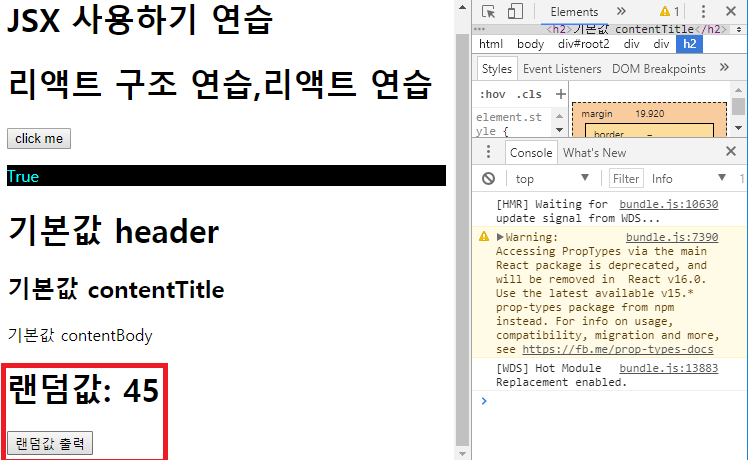 JSX 사용하기 연습
리액트 구조 연습,리액트 연습
click me
True
기본값 header
기본값 contentTitle
기본값 contentBody
랜덤값: 45
랜덤값 출력
Elements
1
<h2>기본값 contentTitle</h2>
html body div#root2 div div h2
Styles Event Listeners DOM Breakpoints
:hov .cls
element.st
yle {
margin 19.920
border –
Console What's New
top Filter Info 1
[HMR] Waiting for bundle.js:10630
update signal from WDS...
Warning: bundle.js:7390
Accessing PropTypes via the main
React package is deprecated, and
will be removed in React v16.0.
Use the latest available v15.*
prop-types package from npm
instead. For info on usage,
compatibility, migration and more,
see https://fb.me/prop-types-docs
[WDS] Hot Module bundle.js:13883
Replacement enabled.